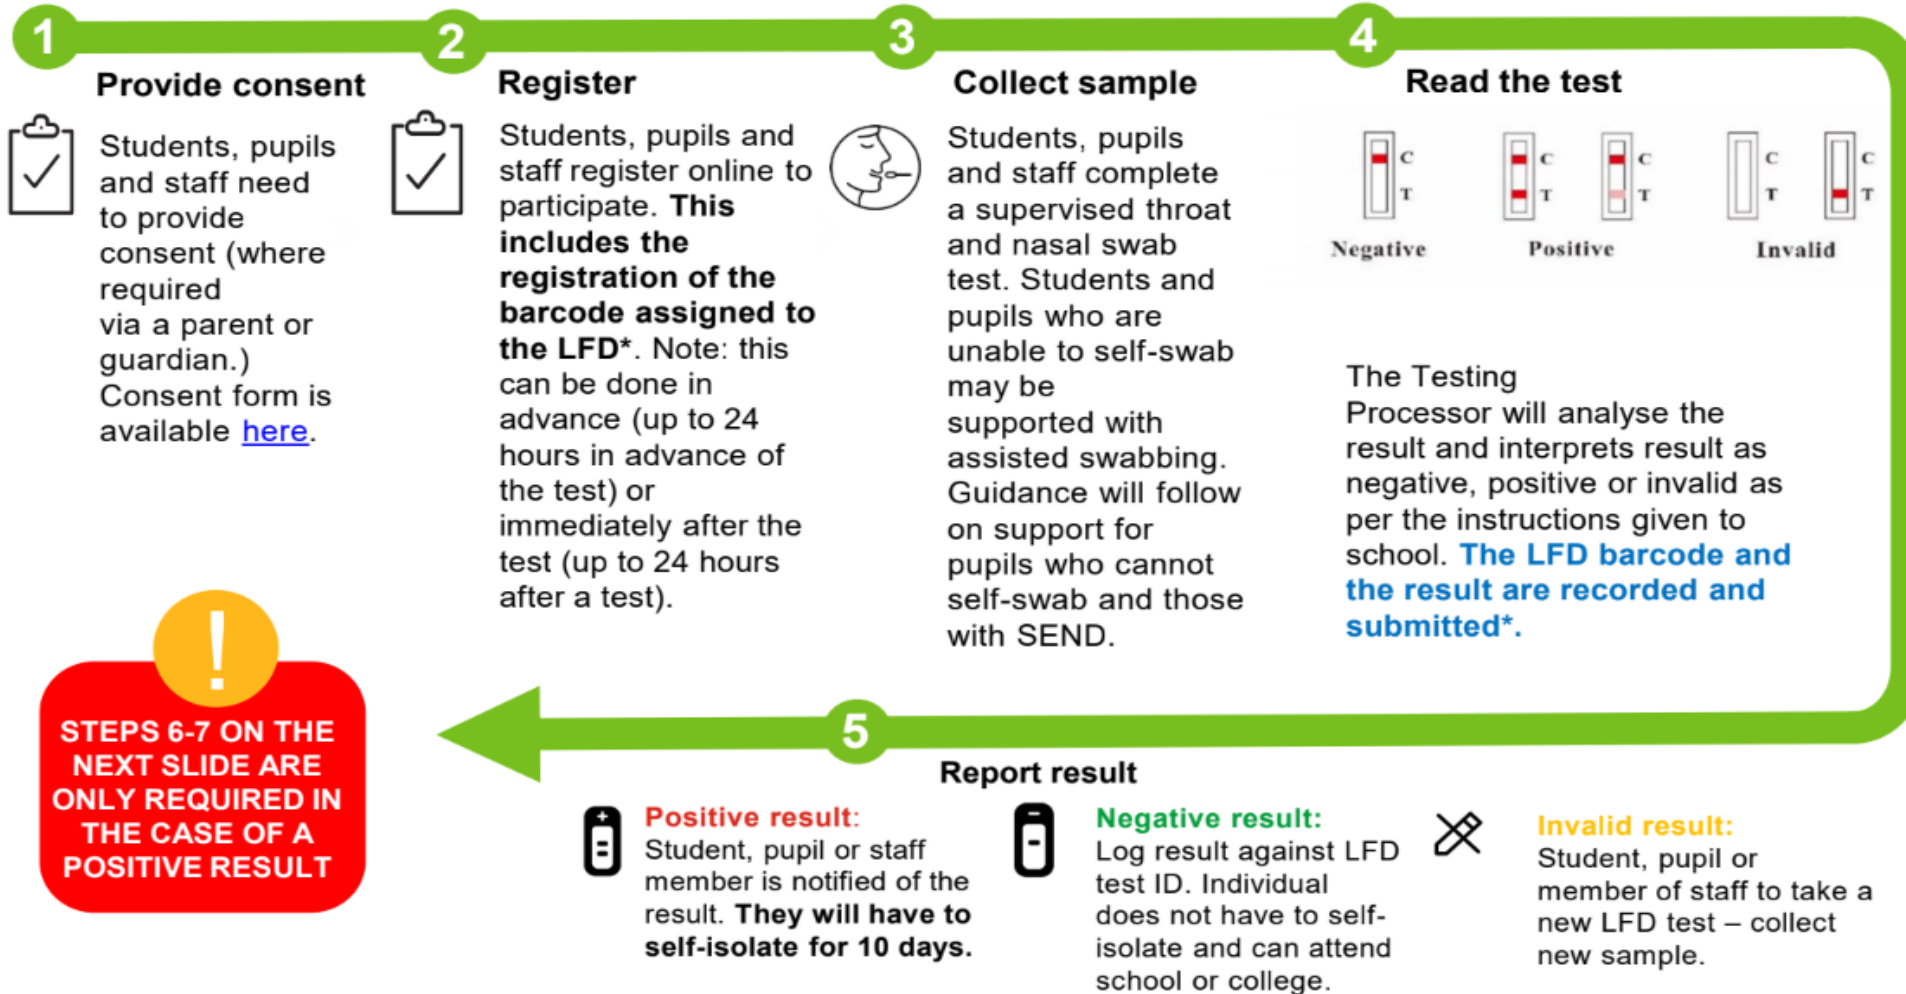 1
Provide consent
Students, pupils
and staff need
to provide
consent (where
required
via a parent or
guardian.)
Consent form is
available here.
2
Register
Students, pupils and
staff register online to
participate. This
includes the
registration of the
barcode assigned to
the LFD*. Note: this
can be done in
advance (up to 24
hours in advance of
the test) or
immediately after the
test (up to 24 hours
after a test).
3
Collect sample
Students, pupils
and staff complete
a supervised throat
and nasal swab
test. Students and
pupils who are
unable to self-swab
may be
supported with
assisted swabbing.
Guidance will follow
on support for
pupils who cannot
self-swab and those
with SEND.
4
Read the test
C C C C C
T T T T T
Negative Positive Invalid
The Testing
Processor will analyse the
result and interprets result as
negative, positive or invalid as
per the instructions given to
school. The LFD barcode and
the result are recorded and
submitted*.
!
STEPS 6-7 ON THE
NEXT SLIDE ARE
ONLY REQUIRED IN
THE CASE OF A
POSITIVE RESULT
5
Report result
Positive result:
Student, pupil or staff
member is notified of the
result. They will have to
self-isolate for 10 days.
Negative result:
Log result against LFD
test ID. Individual
does not have to self-
isolate and can attend
school or college.
Invalid result:
Student, pupil or
member of staff to take a
new LFD test – collect
new sample.